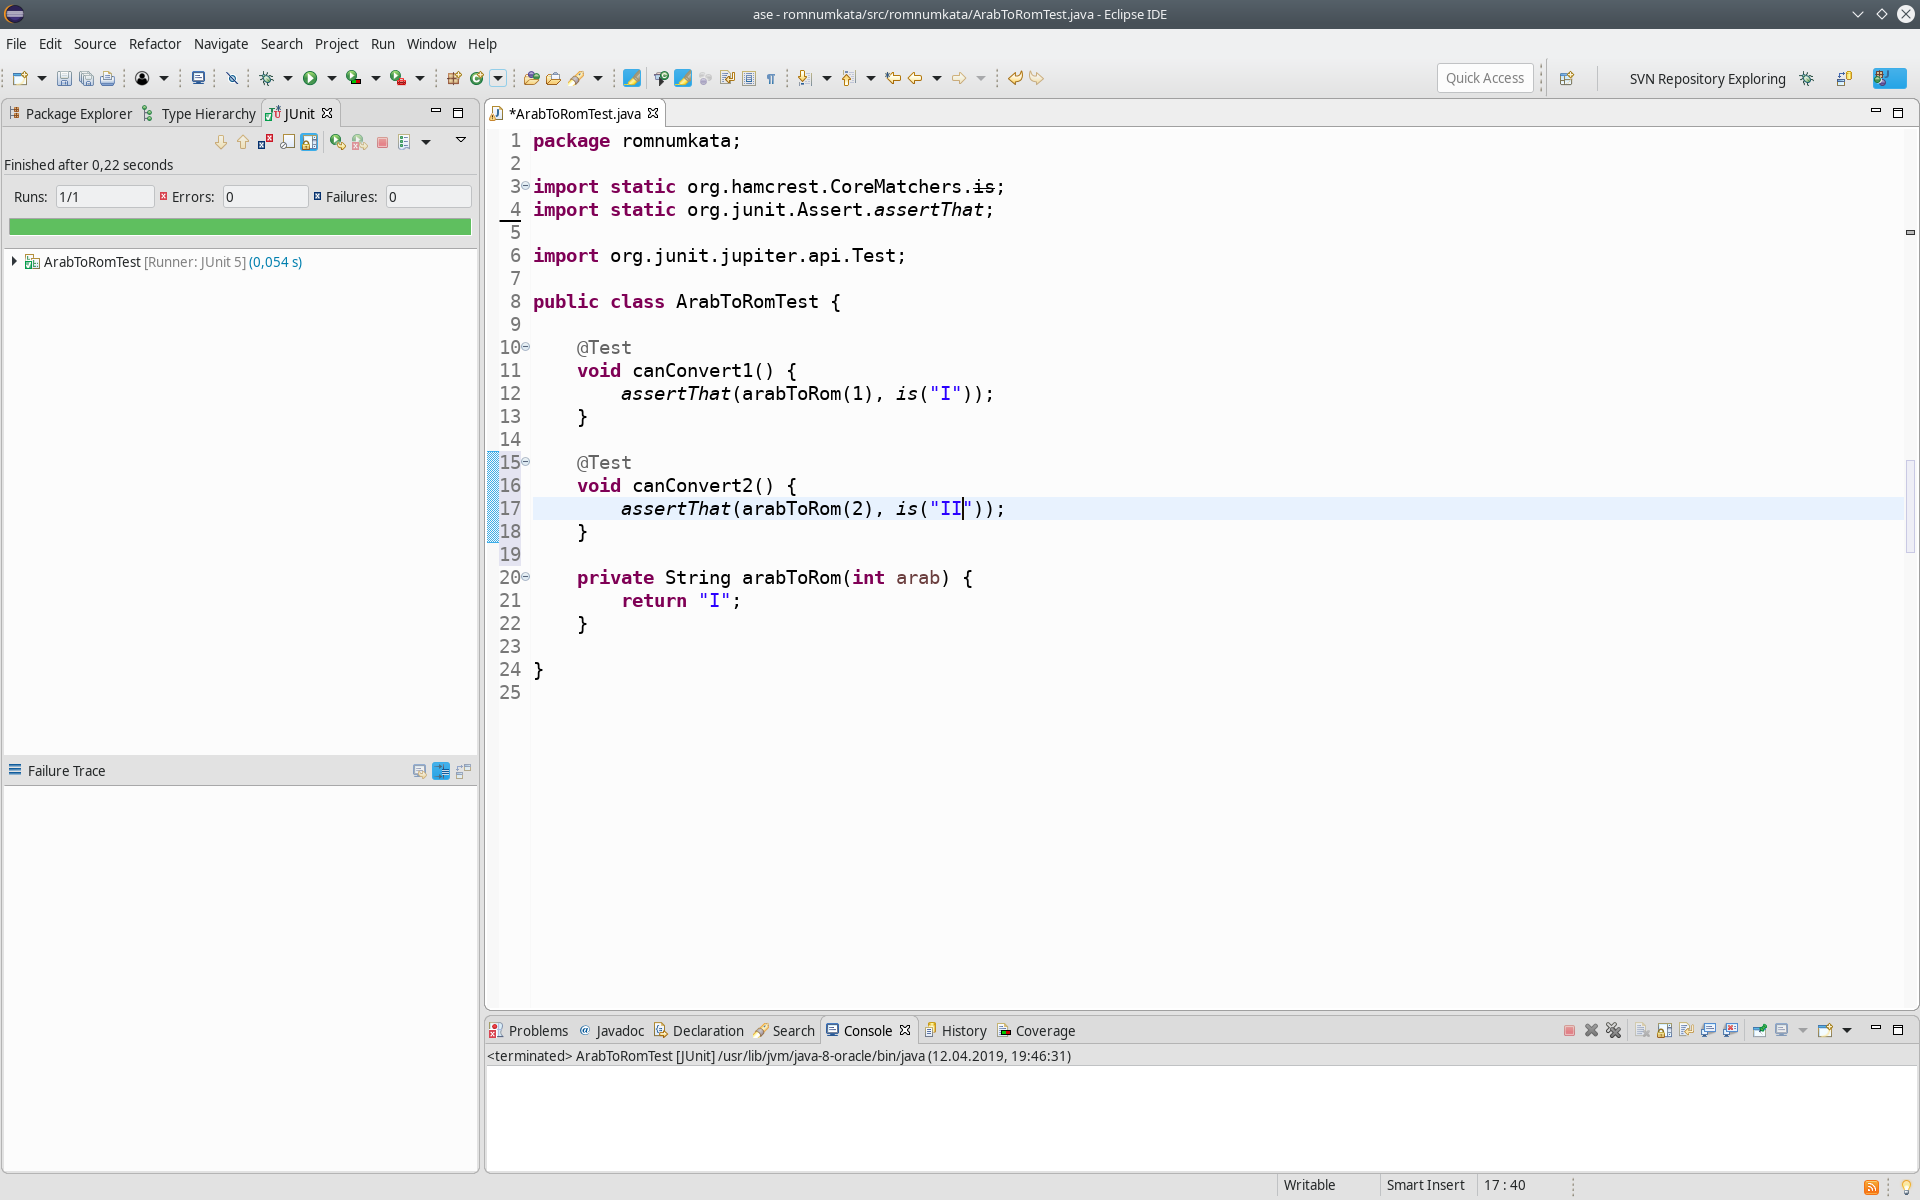 ase - romnumkata/src/romnumkata/ArabToRomTest.java - Eclipse IDE
File Edit Source Refactor Navigate Search Project Run Window Help
Quick Access
SVN Repository Exploring
Package Explorer Type Hierarchy JUnit
Finished after 0,22 seconds
Runs: 1/1 Errors: 0 Failures: 0
ArabToRomTest [Runner: JUnit 5] (0,054 s)
Failure Trace
*ArabToRomTest.java
1 package romnumkata;
2
3 import static org.hamcrest.CoreMatchers.is;
4 import static org.junit.Assert.assertThat;
5
6 import org.junit.jupiter.api.Test;
7
8 public class ArabToRomTest {
9
10 @Test
11 void canConvert1() {
12 assertThat(arabToRom(1), is("I"));
13 }
14
15 @Test
16 void canConvert2() {
17 assertThat(arabToRom(2), is("II"));
18 }
19
20 private String arabToRom(int arab) {
21 return "I";
22 }
23
24 }
25
Problems Javadoc Declaration Search Console History Coverage
<terminated> ArabToRomTest [JUnit] /usr/lib/jvm/java-8-oracle/bin/java (12.04.2019, 19:46:31)
Writable Smart Insert 17 : 40